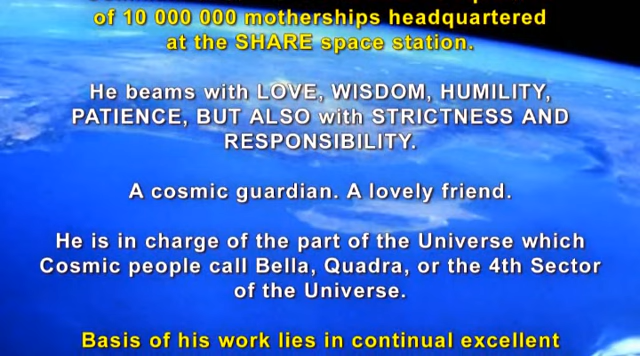 of 10 000 000 motherships headquartered
at the SHARE space station.
He beams with LOVE, WISDOM, HUMILITY,
PATIENCE, BUT ALSO with STRICTNESS AND
RESPONSIBILITY.
A cosmic guardian. A lovely friend.
He is in charge of the part of the Universe which
Cosmic people call Bella, Quadra, or the 4th Sector
of the Universe.
Basis of his work lies in continual excellent